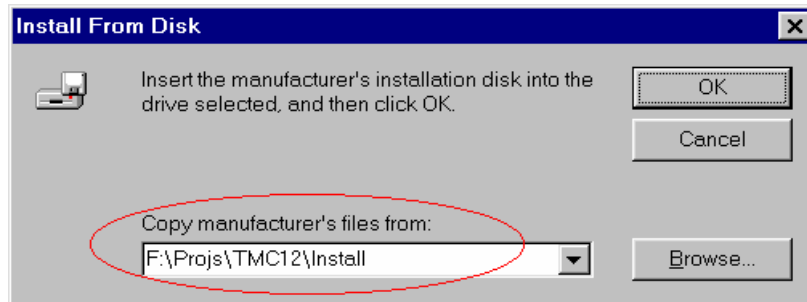 Install From Disk
Insert the manufacturer's installation disk into the
drive selected, and then click OK.
OK
Cancel
Copy manufacturer's files from:
F:\Projs\TMC12\Install
Browse...